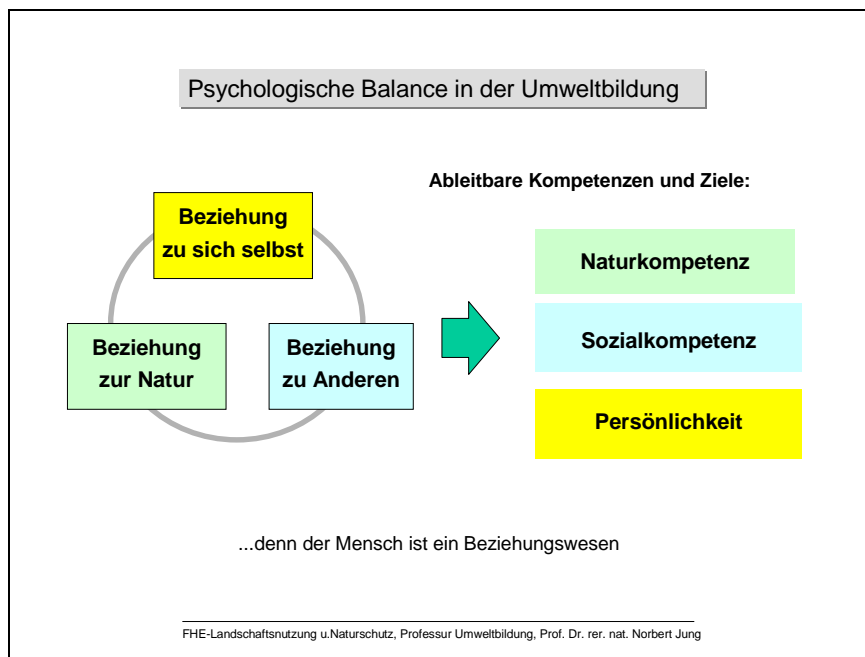 Psychologische Balance in der Umweltbildung
Ableitbare Kompetenzen und Ziele:
Beziehung
zu sich selbst
Beziehung
zur Natur
Beziehung
zu Anderen
Naturkompetenz
Sozialkompetenz
Persönlichkeit
...denn der Mensch ist ein Beziehungswesen
FHE-Landschaftsnutzung u.Naturschutz, Professur Umweltbildung, Prof. Dr. rer. nat. Norbert Jung